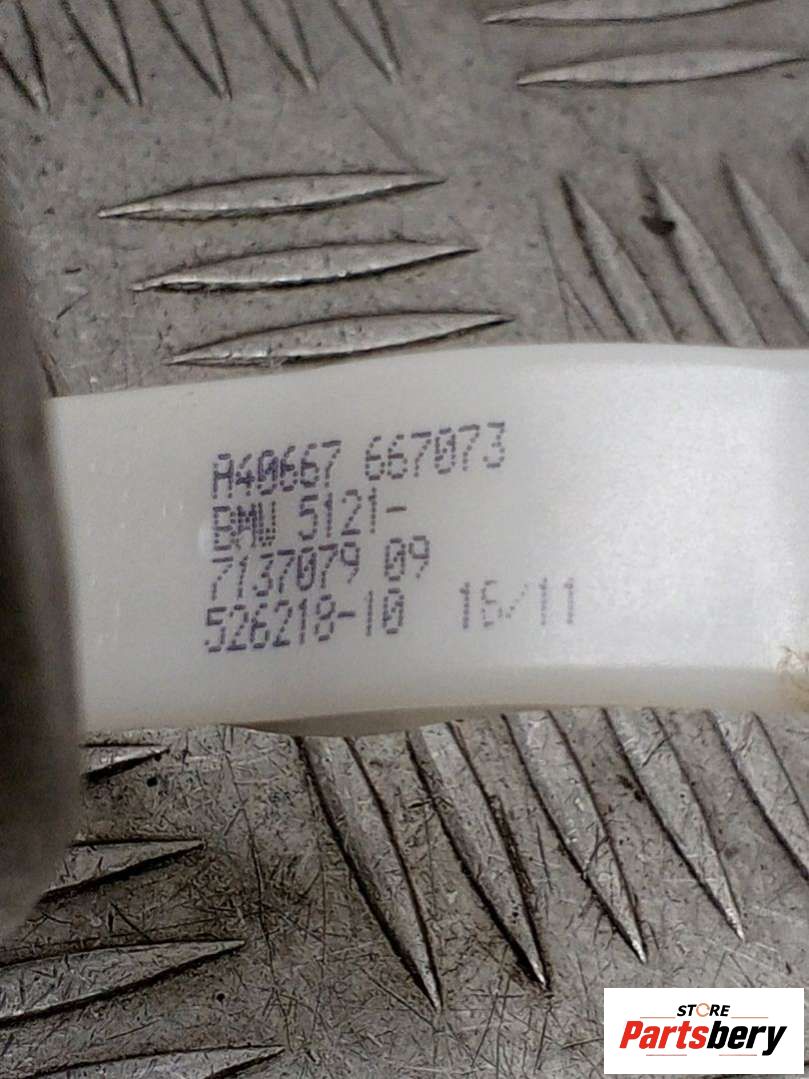 A40667 667073
BMW 5121-
7137079 09
526218-10 16/11
STORE
Partsbery